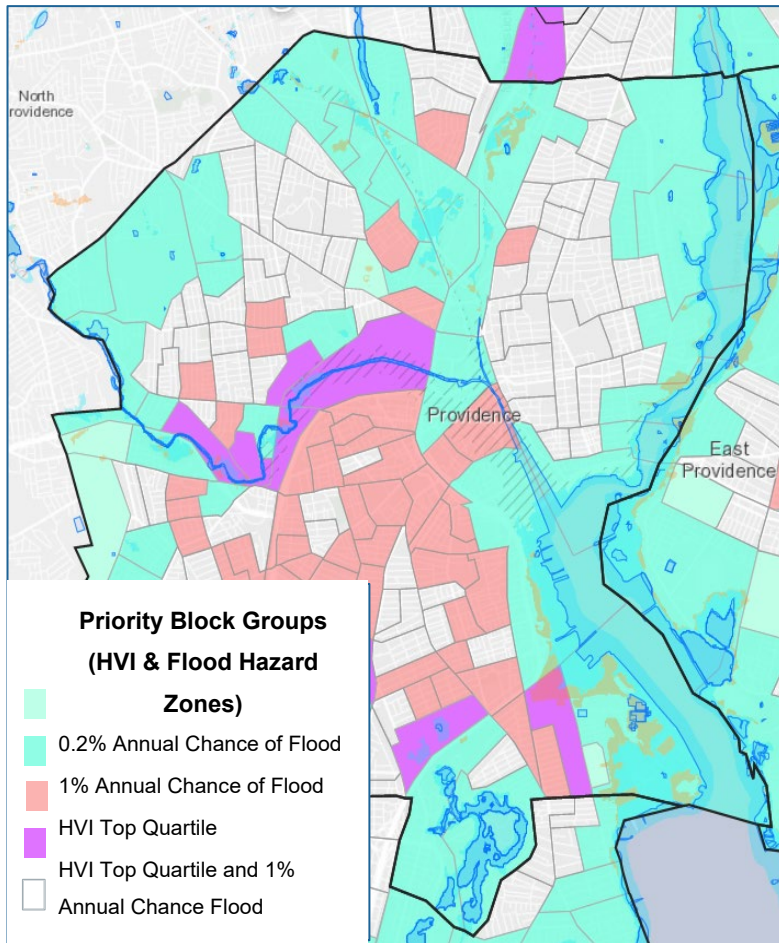 North
rovidence
Providence
East
Providence
Priority Block Groups
(HVI & Flood Hazard
Zones)
0.2% Annual Chance of Flood
1% Annual Chance of Flood
HVI Top Quartile
HVI Top Quartile and 1%
Annual Chance Flood